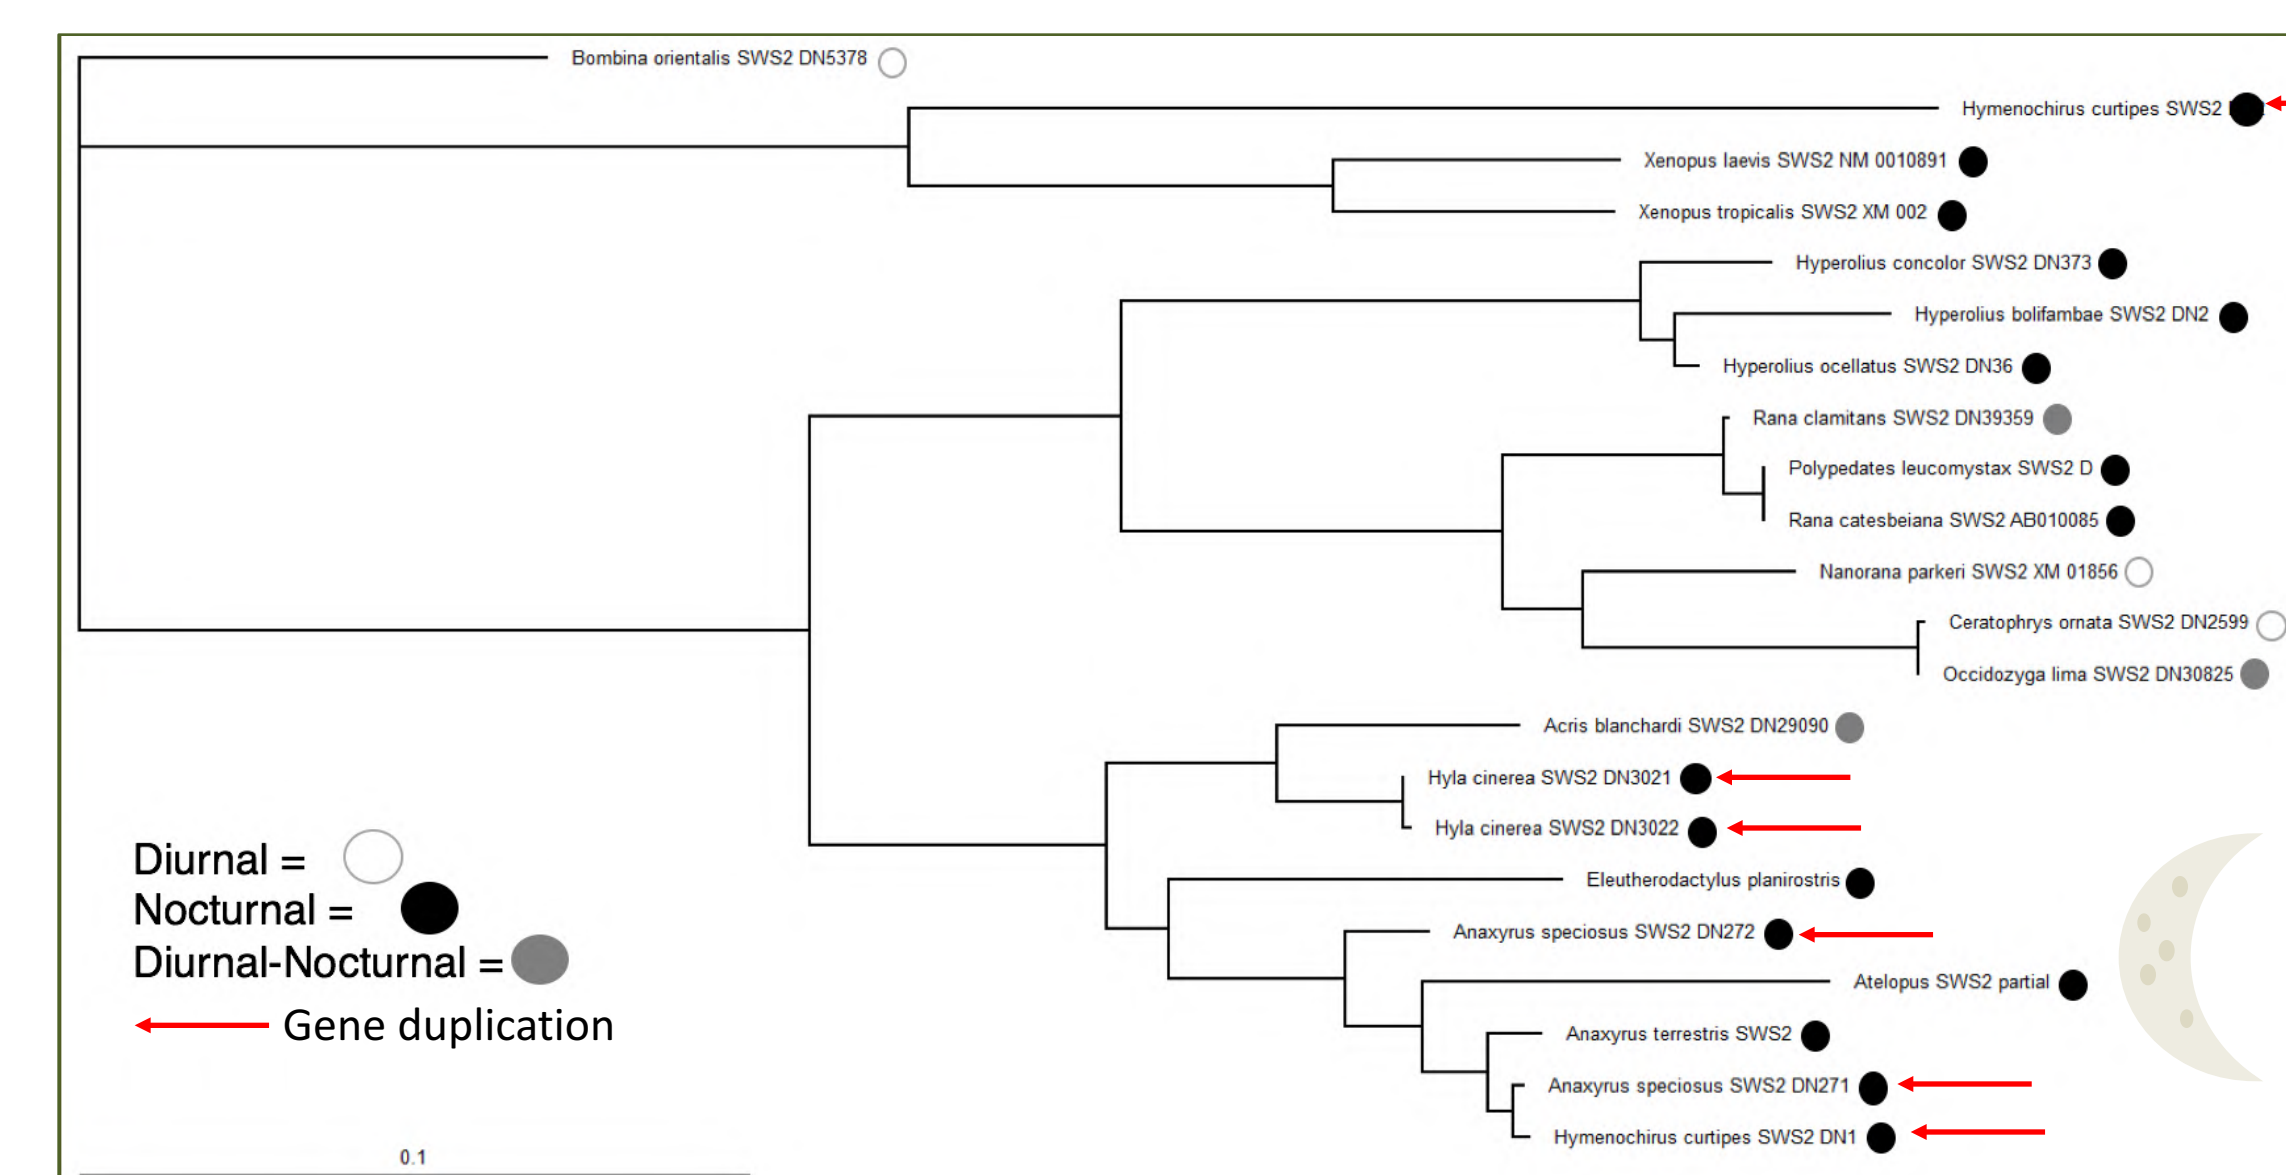 Bombina orientalis SWS2 DN5378
Hymenochirus curtipes SWS2
Xenopus laevis SWS2 NM 0010891
Xenopus tropicalis SWS2 XM 002
Hyperolius concolor SWS2 DN373
Hyperolius bolifambae SWS2 DN2
Hyperolius ocellatus SWS2 DN36
Rana clamitans SWS2 DN39359
Polypedates leucomystax SWS2 D
Rana catesbeiana SWS2 AB010085
Nanorana parkeri SWS2 XM 01856
Ceratophrys ornata SWS2 DN2599
Occidozyga lima SWS2 DN30825
Acris blanchardi SWS2 DN29090
Hyla cinerea SWS2 DN3021
Hyla cinerea SWS2 DN3022
Eleutherodactylus planirostris
Anaxyrus speciosus SWS2 DN272
Atelopus SWS2 partial
Anaxyrus terrestris SWS2
Anaxyrus speciosus SWS2 DN271
Hymenochirus curtipes SWS2 DN1
Diurnal =
Nocturnal =
Diurnal-Nocturnal =
Gene duplication
0.1